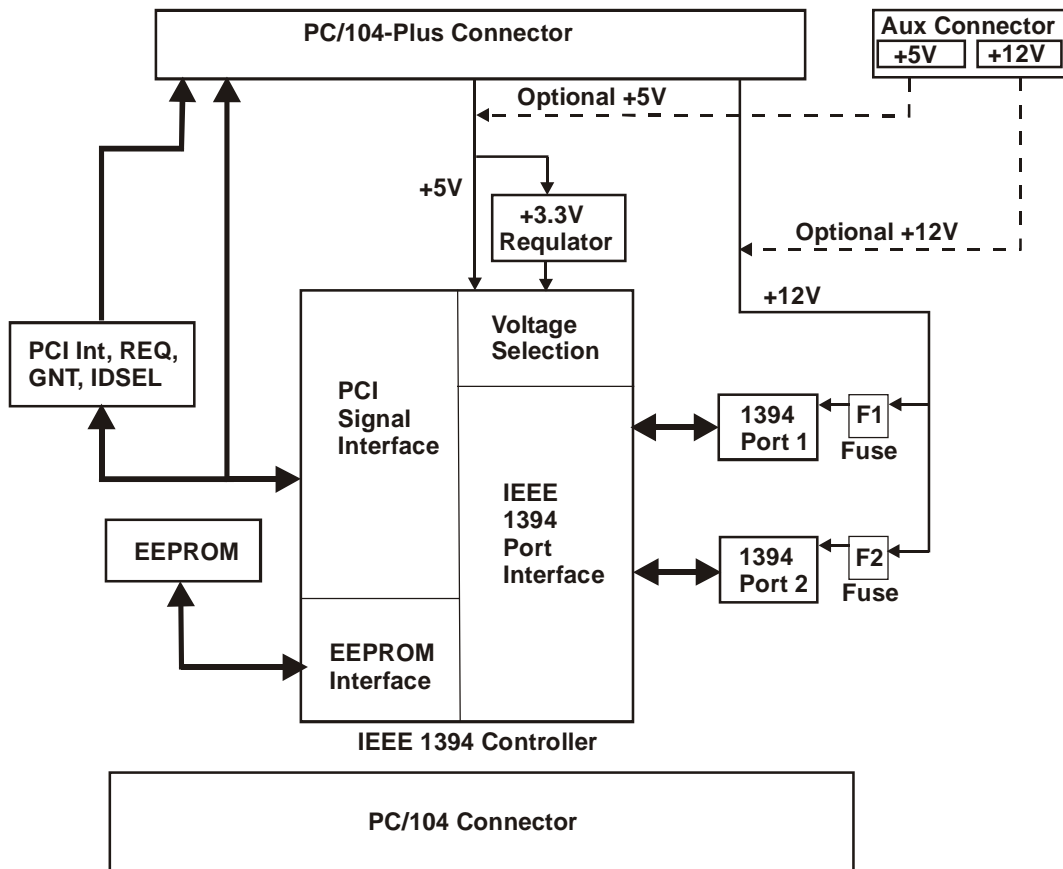 PC/104-Plus Connector
Aux Connector
+5V
+12V
Optional +5V
+5V
+3.3V
Requlator
Optional +12V
+12V
PCI Int, REQ,
GNT, IDSEL
PCI
Signal
Interface
Voltage
Selection
1394
Port 1
F1
Fuse
IEEE
1394
Port
Interface
EEPROM
1394
Port 2
F2
Fuse
EEPROM
Interface
IEEE 1394 Controller
PC/104 Connector